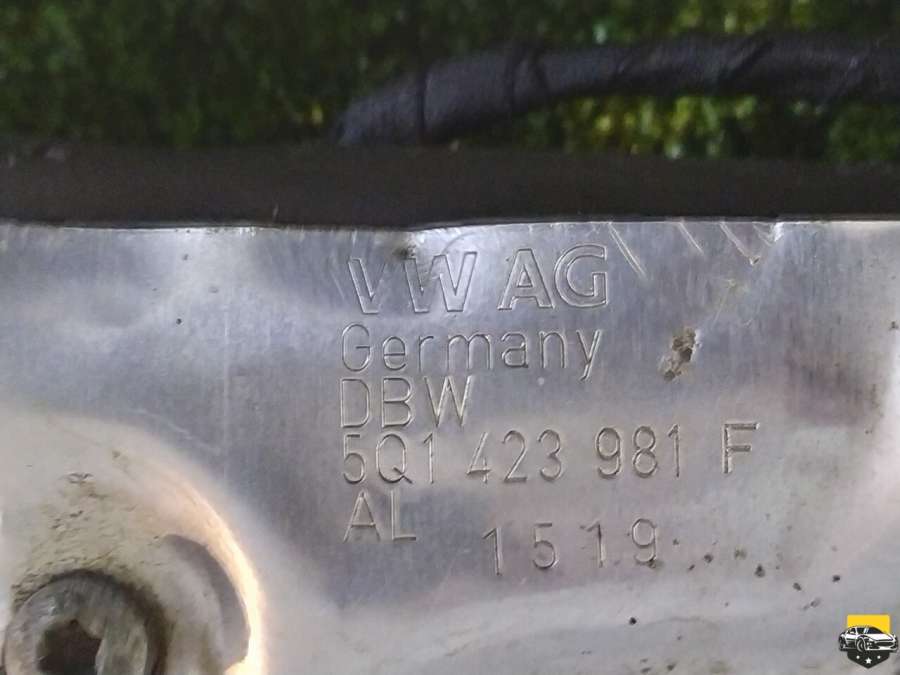 VW AG
Germany
DBW
5Q1 423 981 F
AL
1519